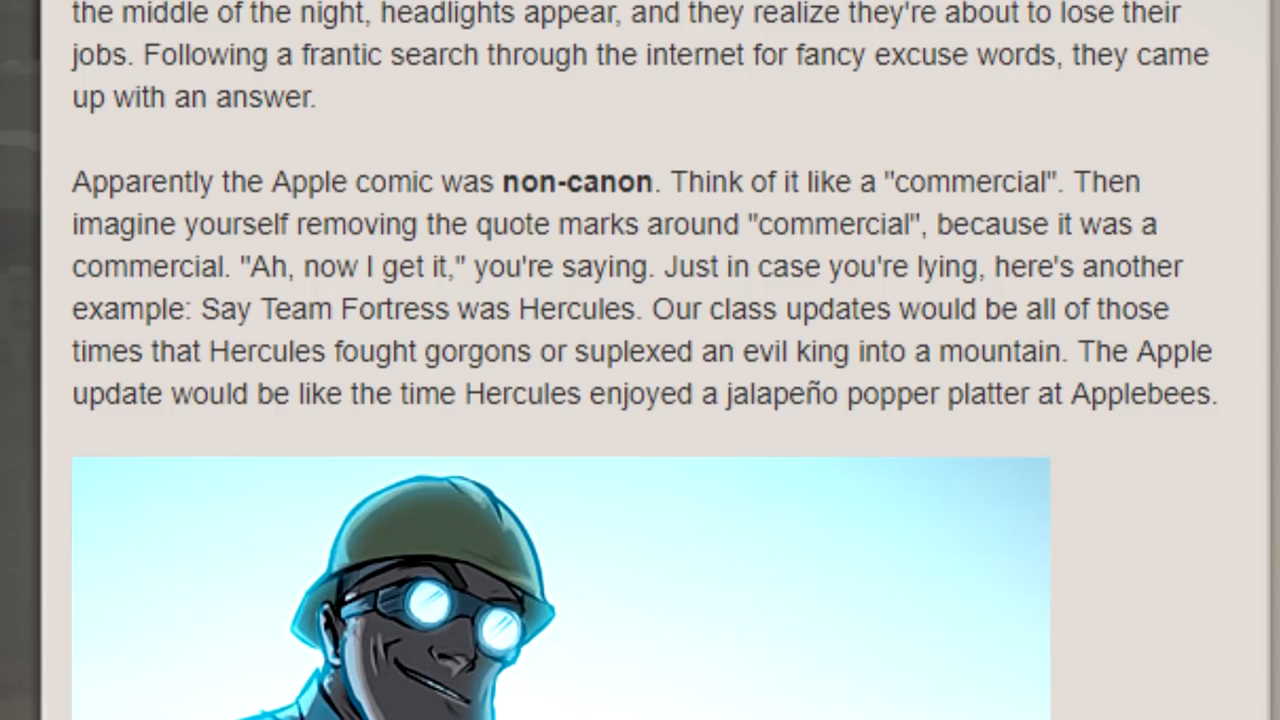 the middle of the night, headlights appear, and they realize they're about to lose their
jobs. Following a frantic search through the internet for fancy excuse words, they came
up with an answer.
Apparently the Apple comic was non-canon. Think of it like a "commercial". Then
imagine yourself removing the quote marks around "commercial", because it was a
commercial. "Ah, now I get it," you're saying. Just in case you're lying, here's another
example: Say Team Fortress was Hercules. Our class updates would be all of those
times that Hercules fought gorgons or suplexed an evil king into a mountain. The Apple
update would be like the time Hercules enjoyed a jalapeño popper platter at Applebees.